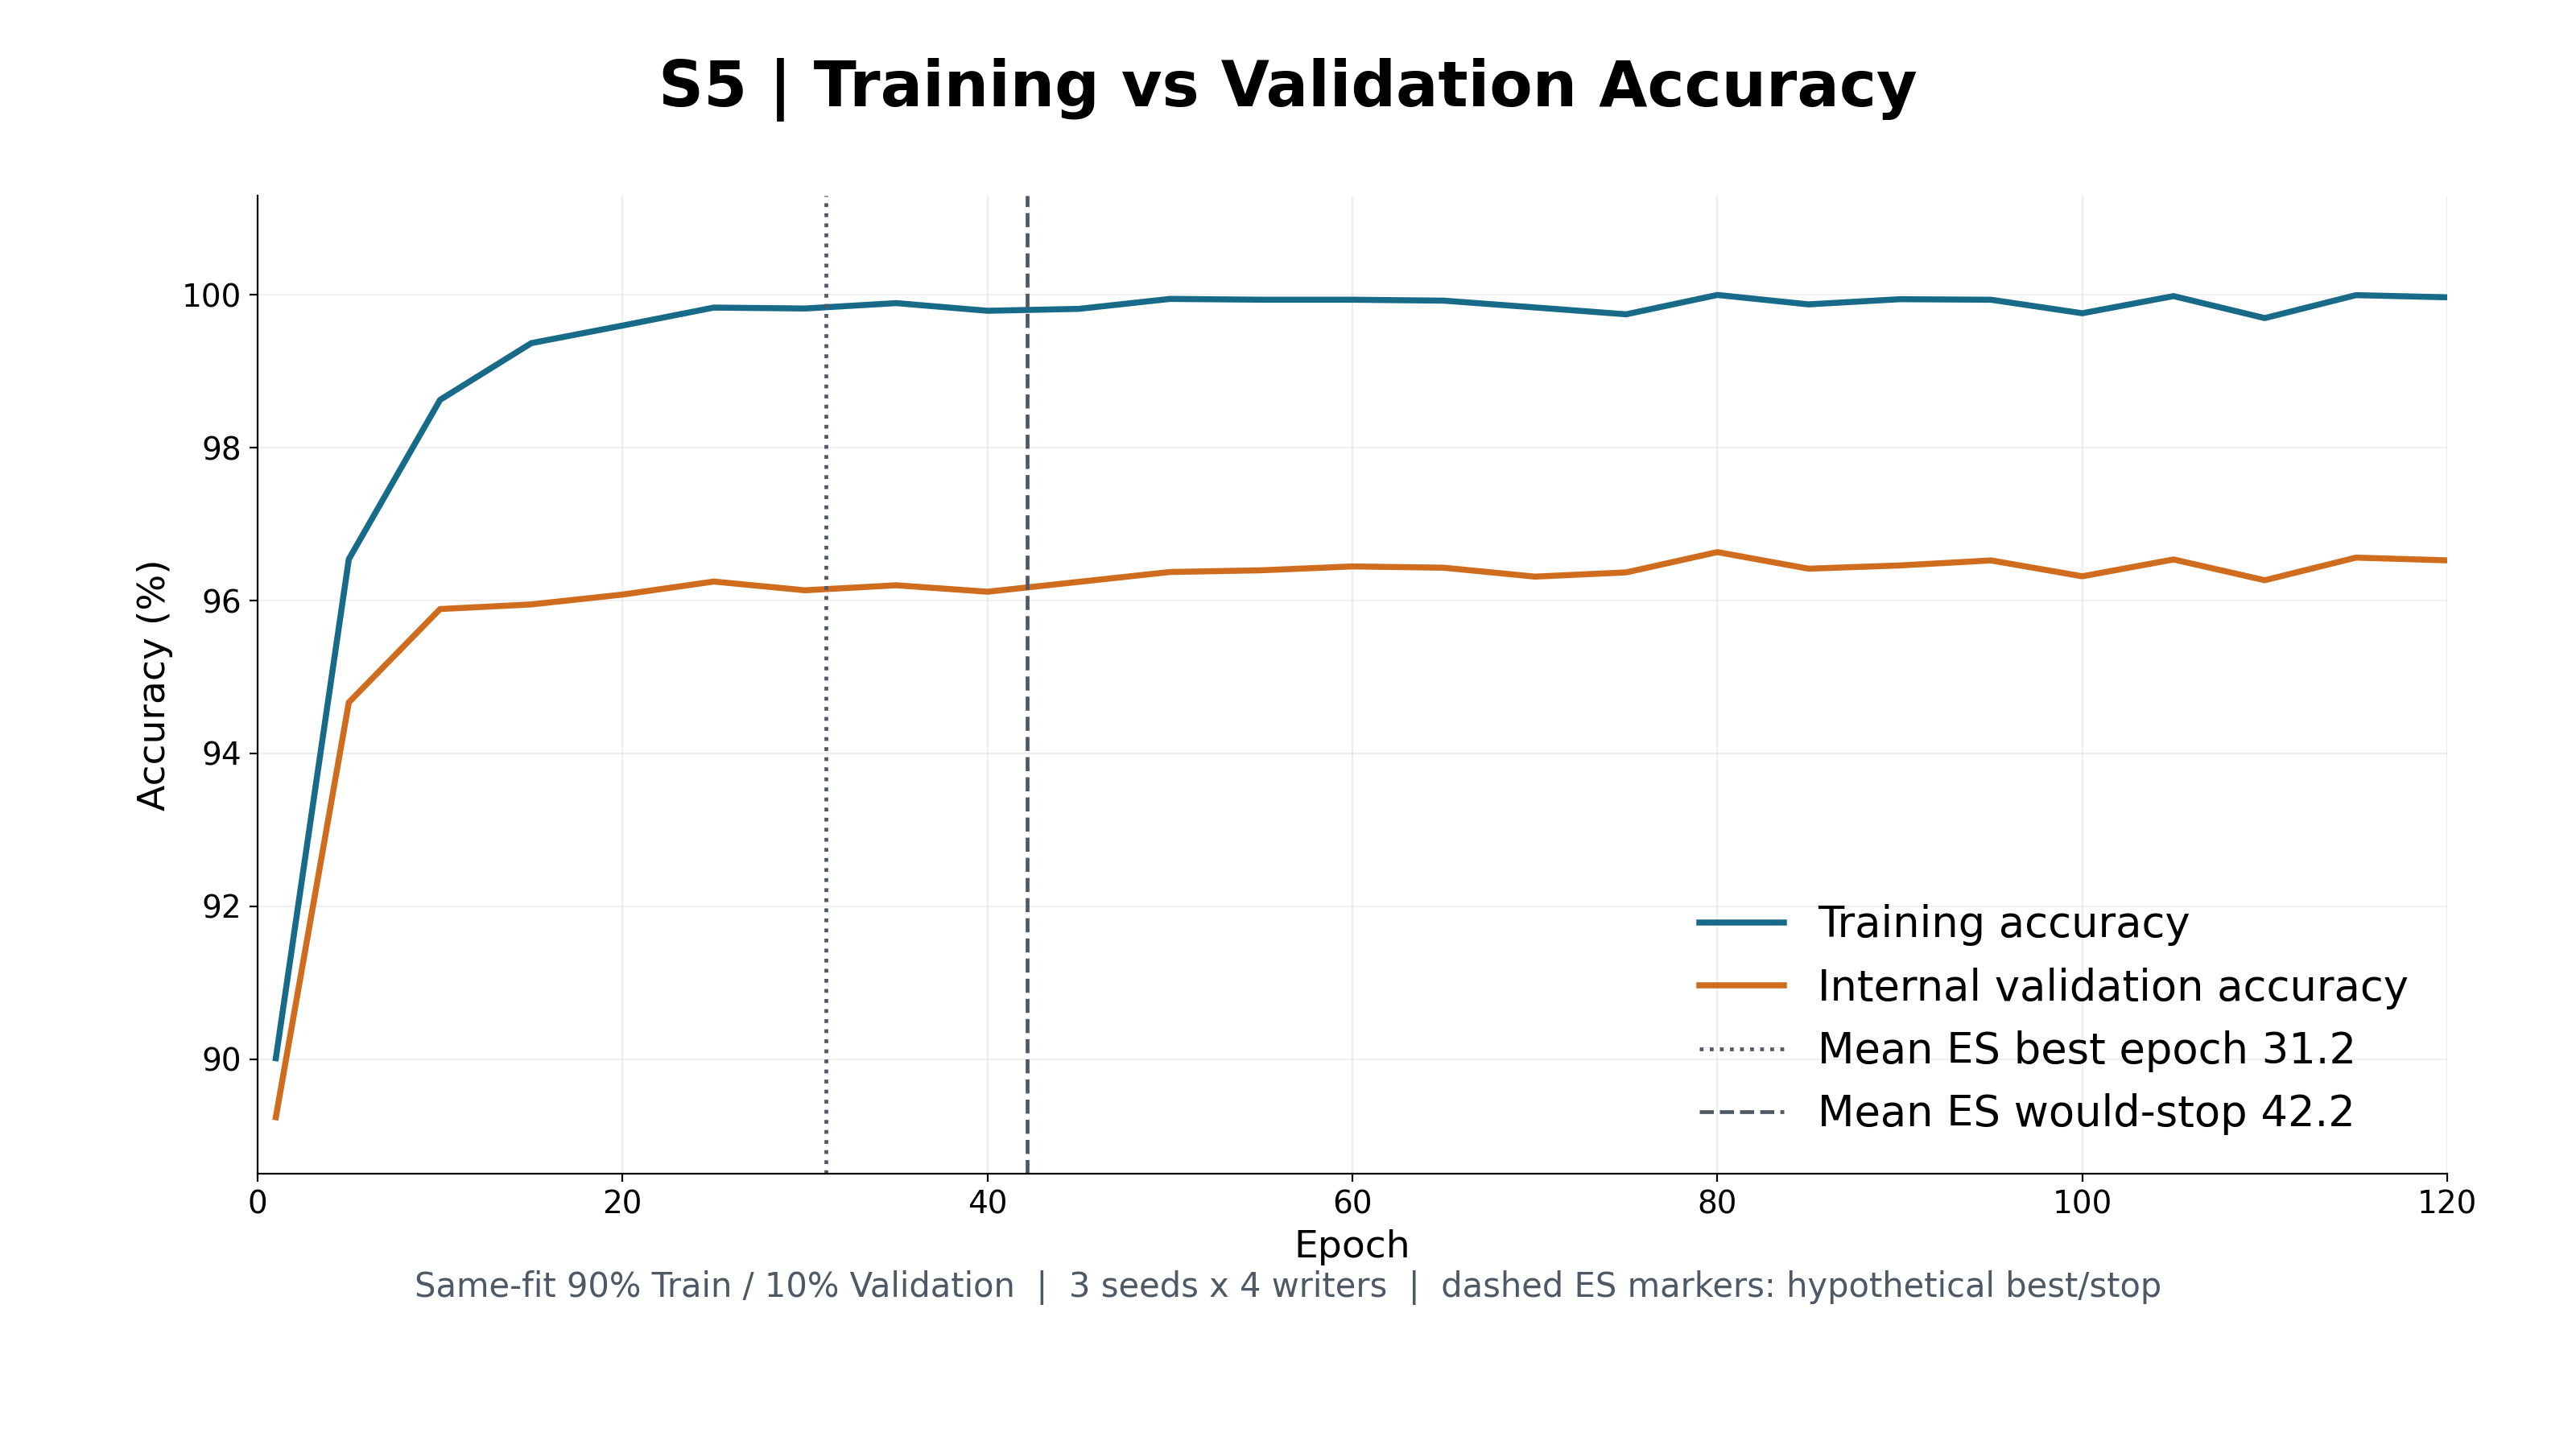 S5 | Training vs Validation Accuracy
Accuracy (%)
100
98
96
94
92
90
Training accuracy
Internal validation accuracy
Mean ES best epoch 31.2
Mean ES would-stop 42.2
0 20 40 60 80 100 120
Epoch
Same-fit 90% Train / 10% Validation | 3 seeds x 4 writers | dashed ES markers: hypothetical best/stop